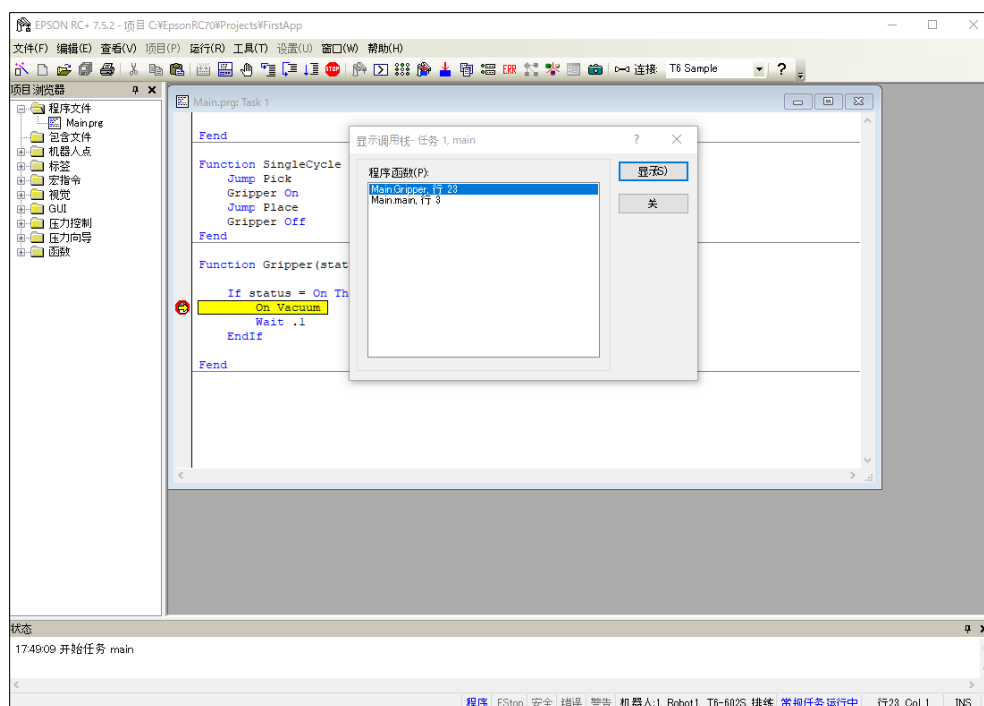 EPSON RC+ 7.5.2 - 项目 C:¥EpsonRC70¥Projects¥FirstApp
文件(F) 编辑(E) 查看(V) 项目(P) 运行(R) 工具(T) 设置(U) 窗口(W) 帮助(H)
STOP ERR 连接: T6 Sample ?
项目浏览器
程序文件
Main.prg
包含文件
机器人点
标签
宏指令
视觉
GUI
压力控制
压力向导
函数
Main.prg: Task 1
Fend
Function SingleCycle
Jump Pick
Gripper On
Jump Place
Gripper Off
Fend
Function Gripper(stat
If status = On Th
On Vacuum
Wait .1
EndIf
Fend
显示调用栈- 任务 1, main
?
程序函数(P):
Main.Gripper, 行 23
Main.main, 行 3
显示S)
关
状态
17:49:09 开始任务 main
程序 EStop 安全 错误 警告 机器人:1, Robot1, T6-602S, 排练 常规任务运行中 行23, Col 1 INS